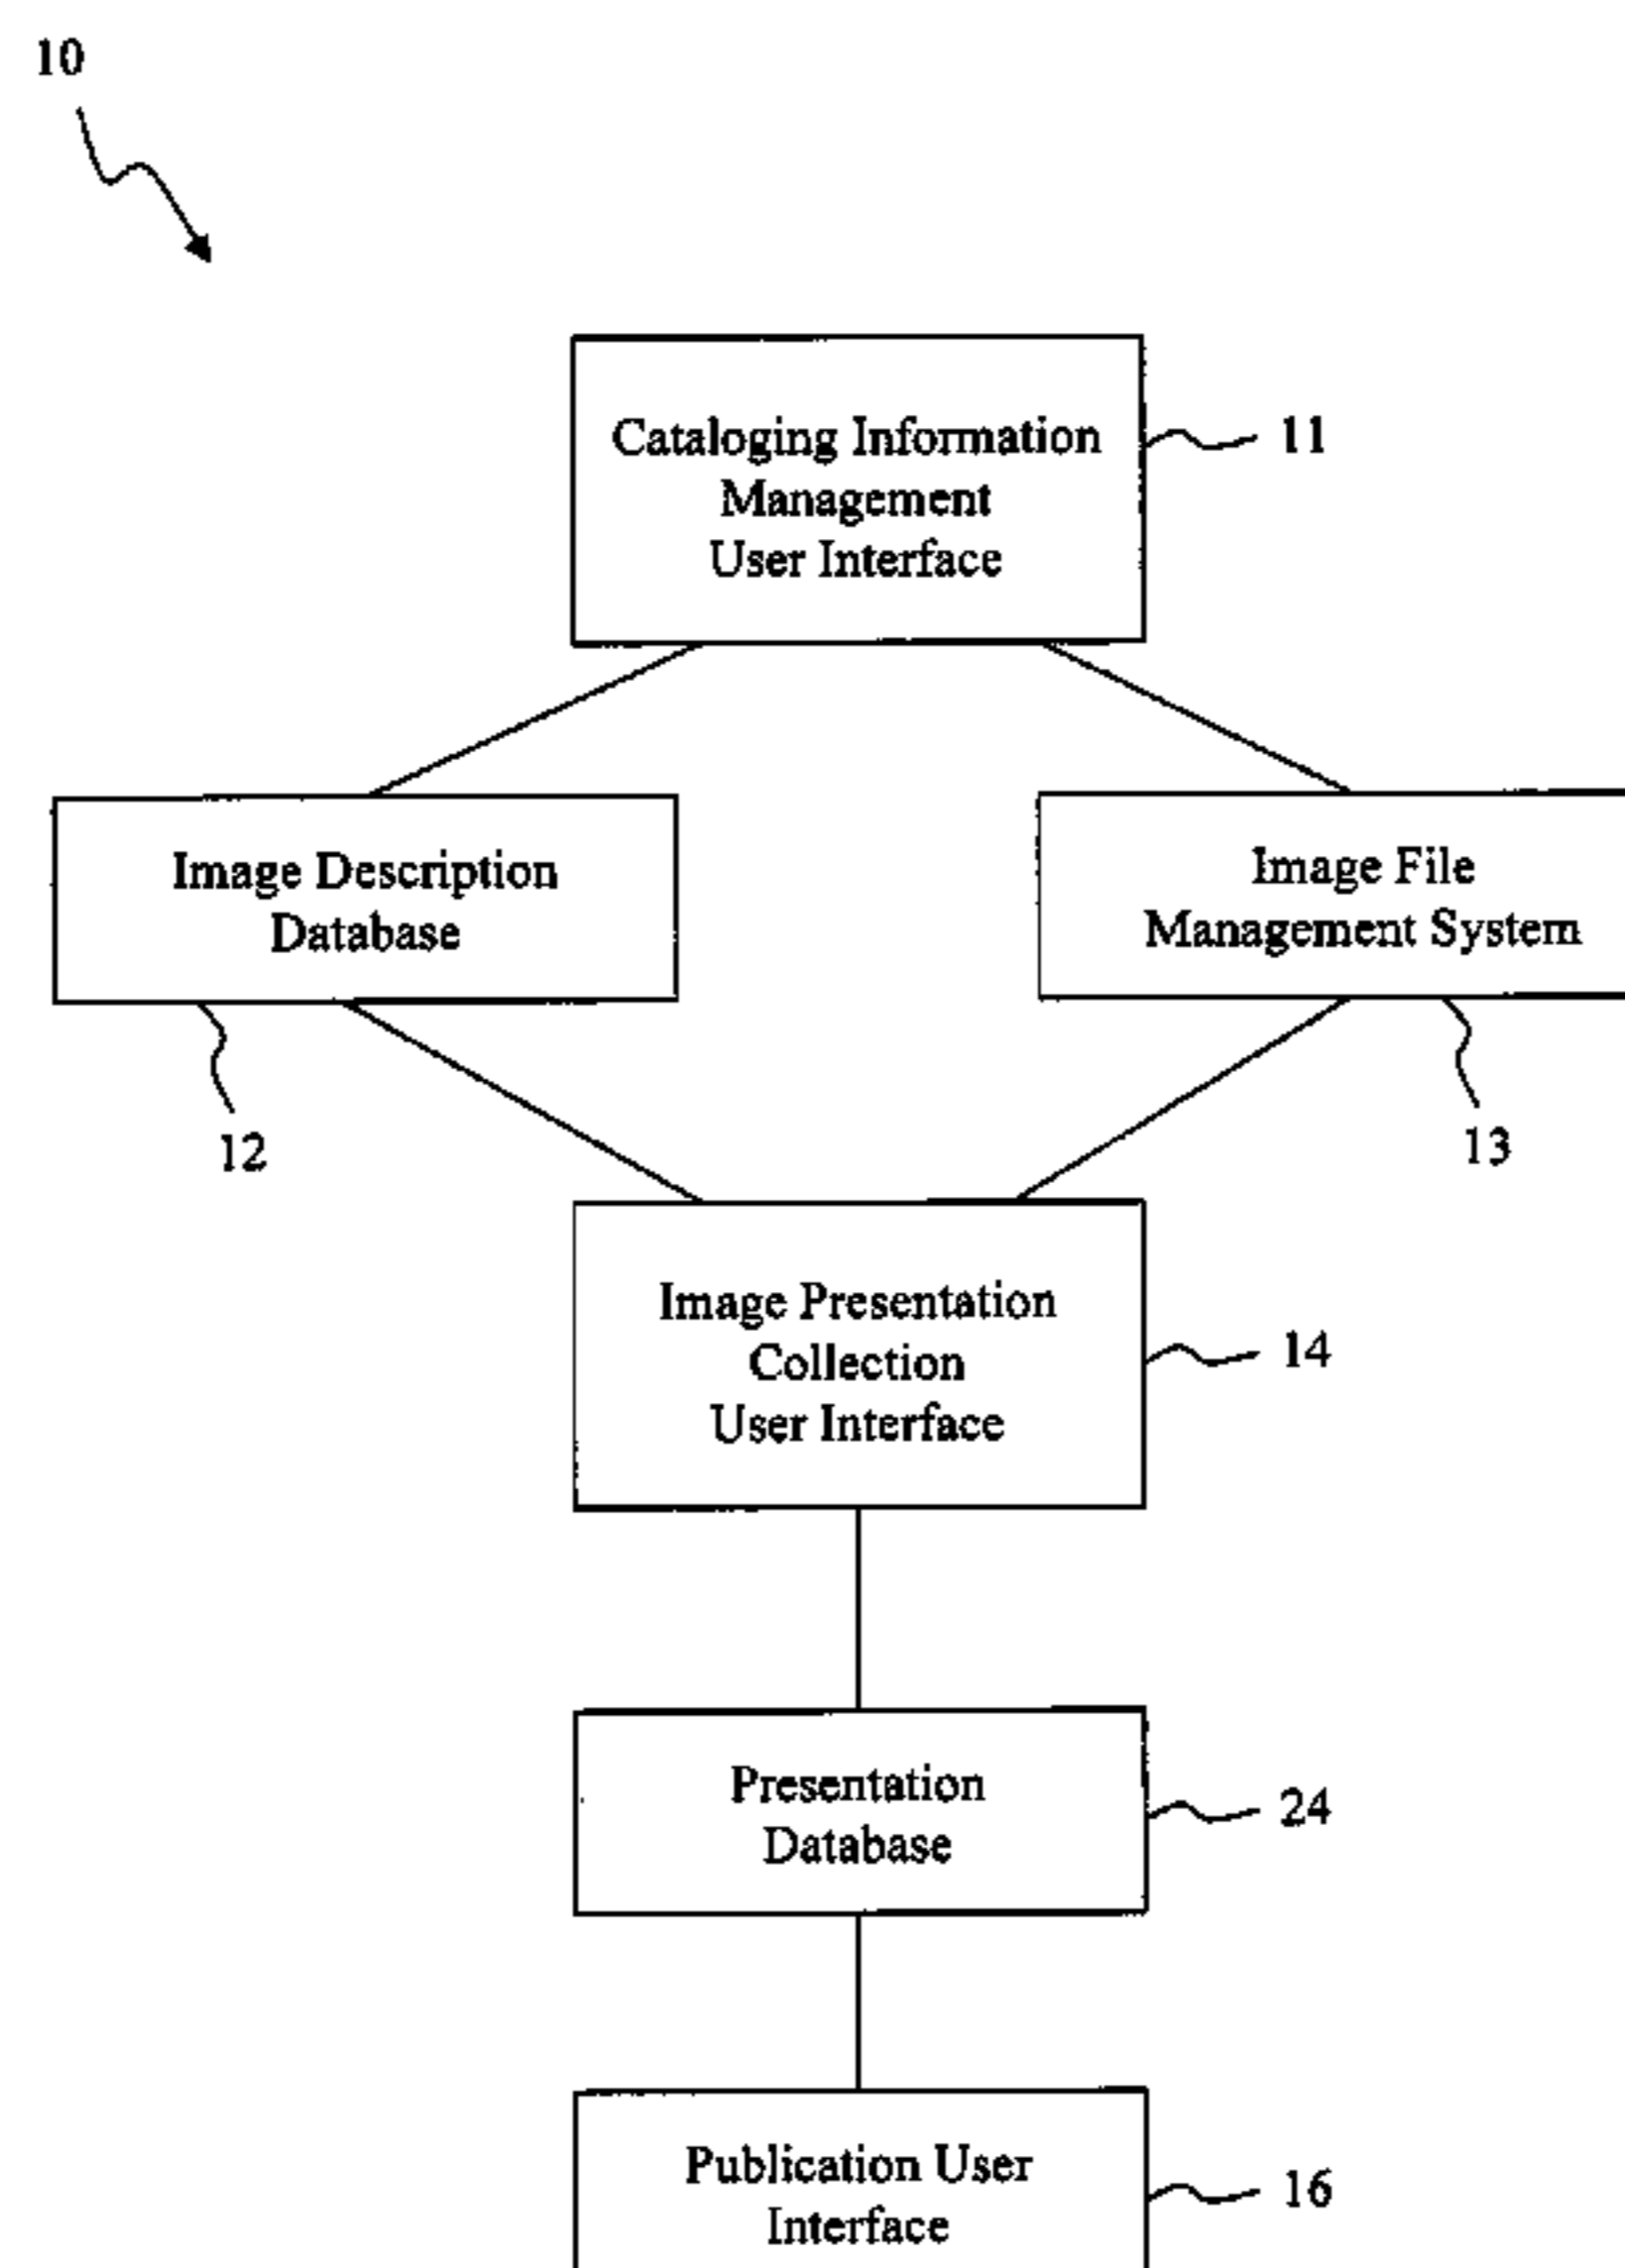 10
Cataloging Information
Management
User Interface
11
Image Description
Database
Image File
Management System
12
13
Image Presentation
Collection
User Interface
14
Presentation
Database
24
Publication User
Interface
16